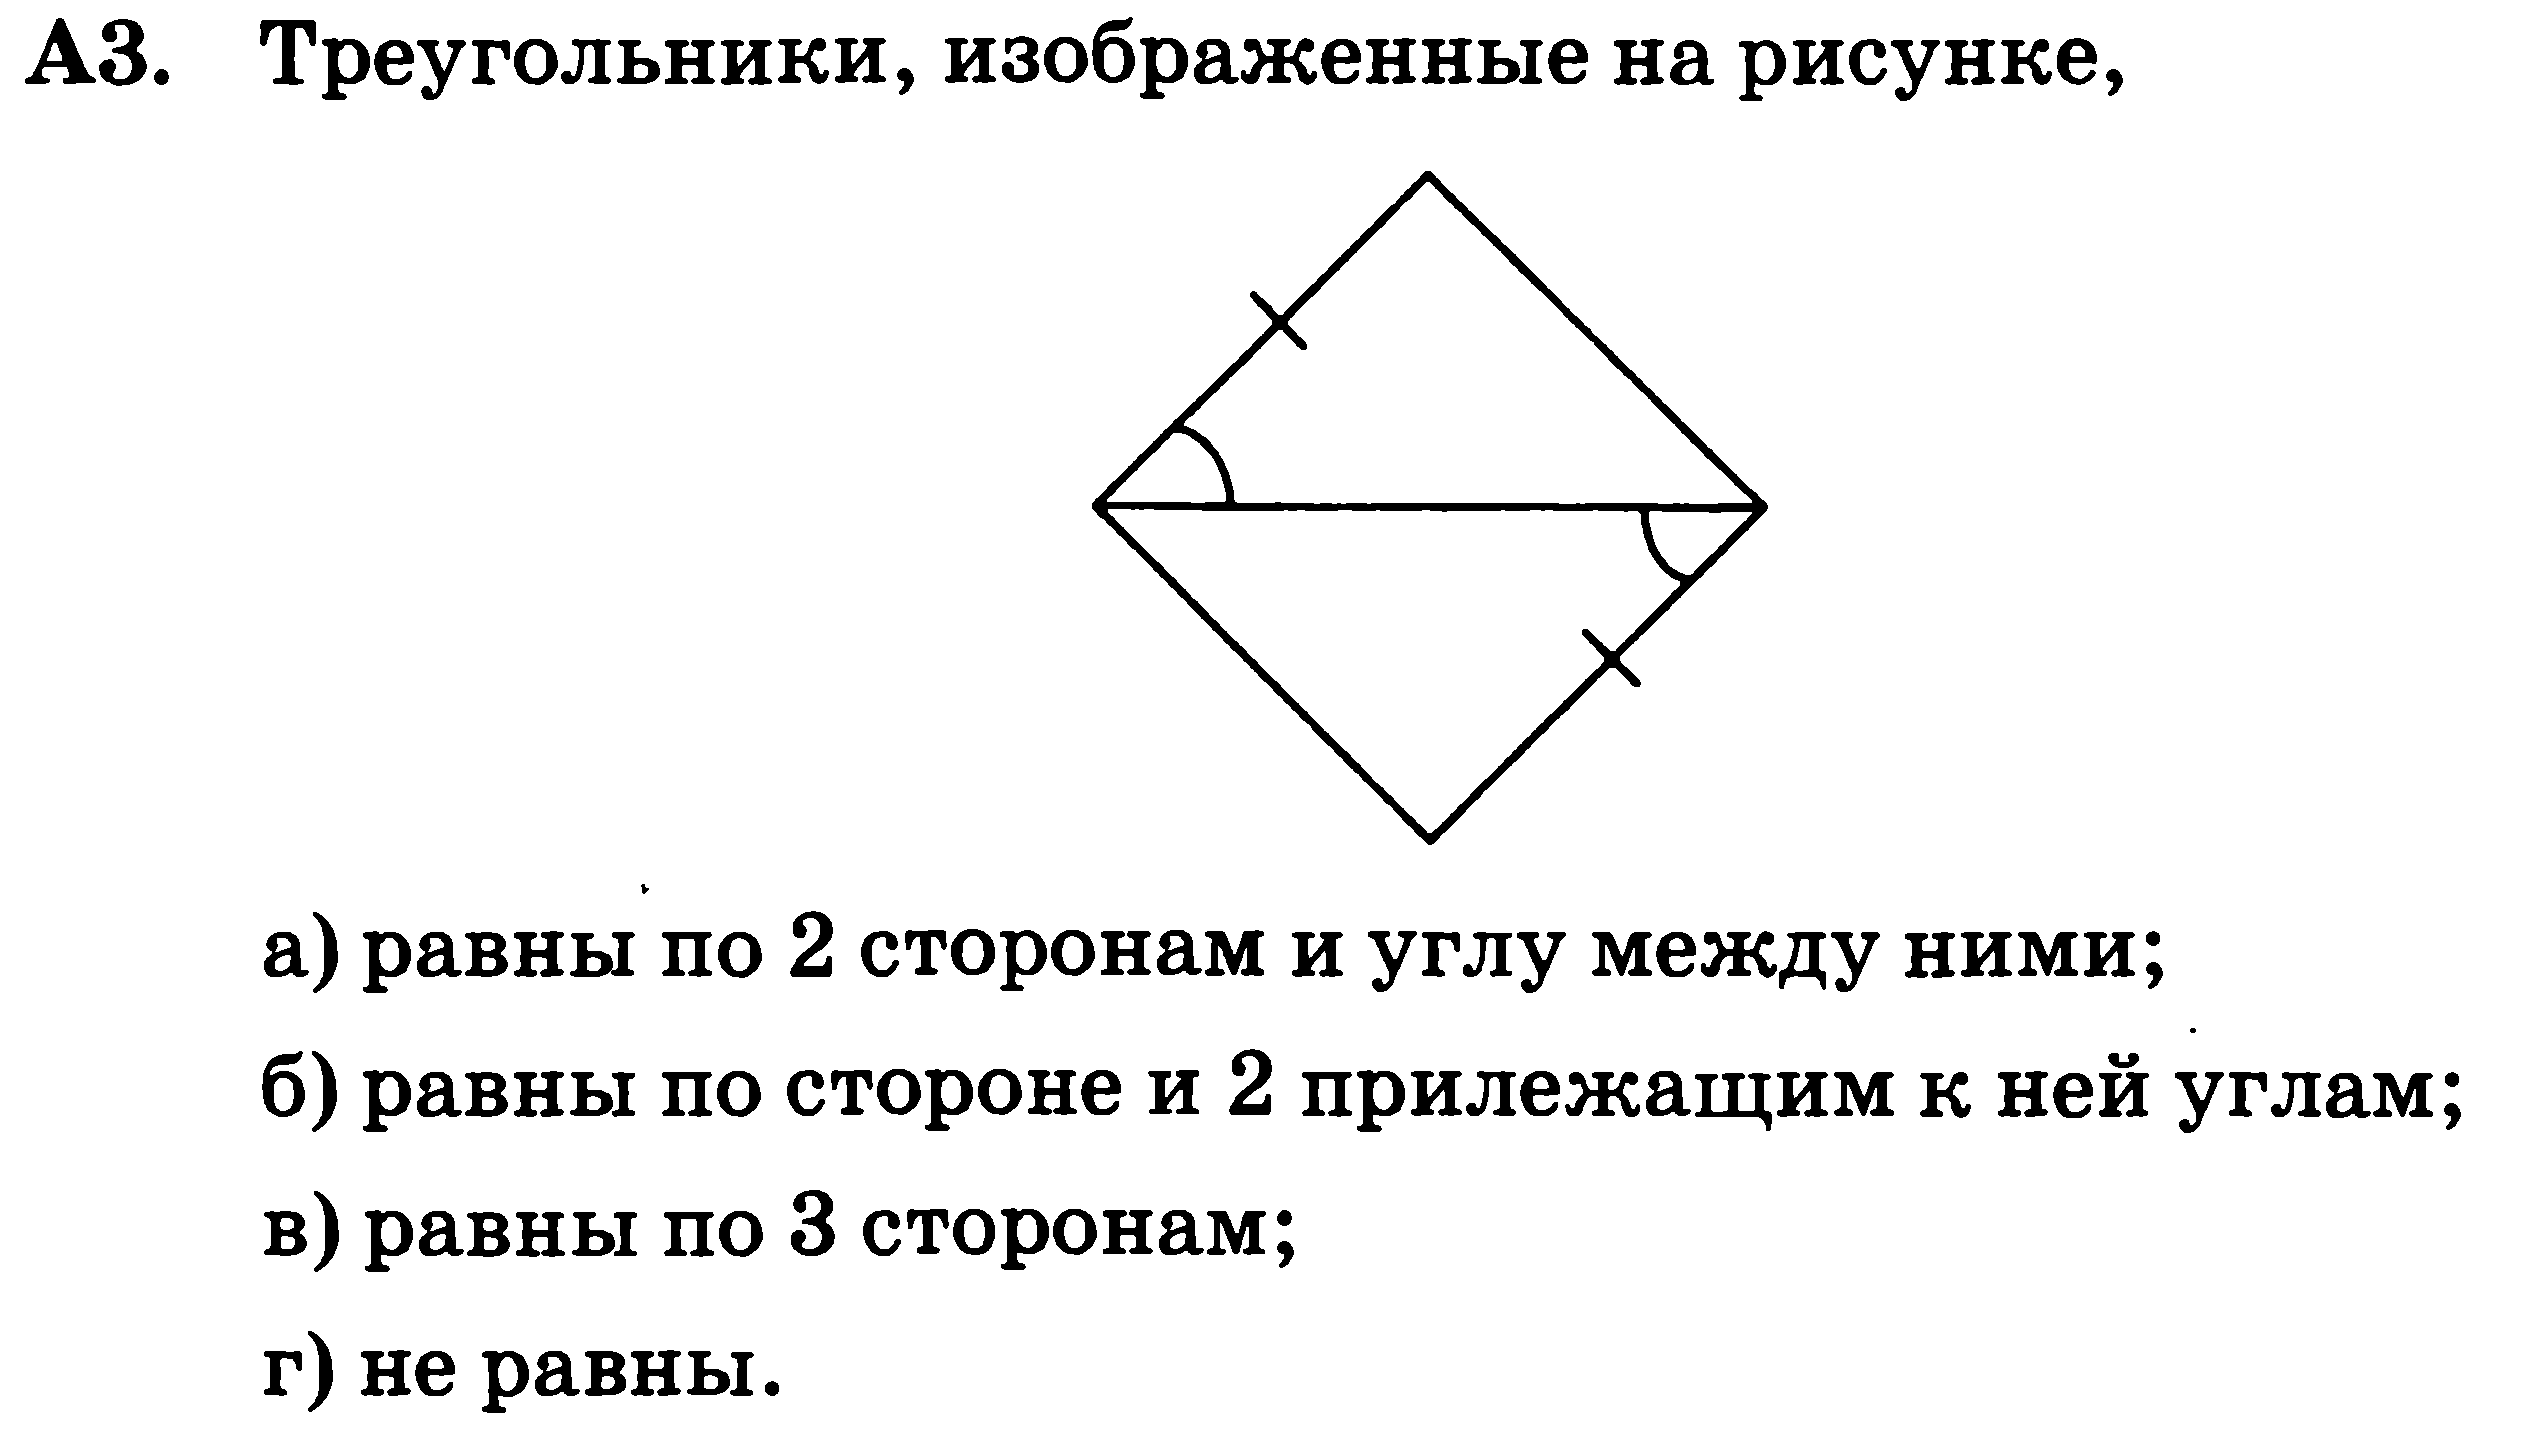 А3. Треугольники, изображенные на рисунке,
а) равны по 2 сторонам и углу между ними;
б) равны по стороне и 2 прилежащим к ней углам;
в) равны по 3 сторонам;
г) не равны.